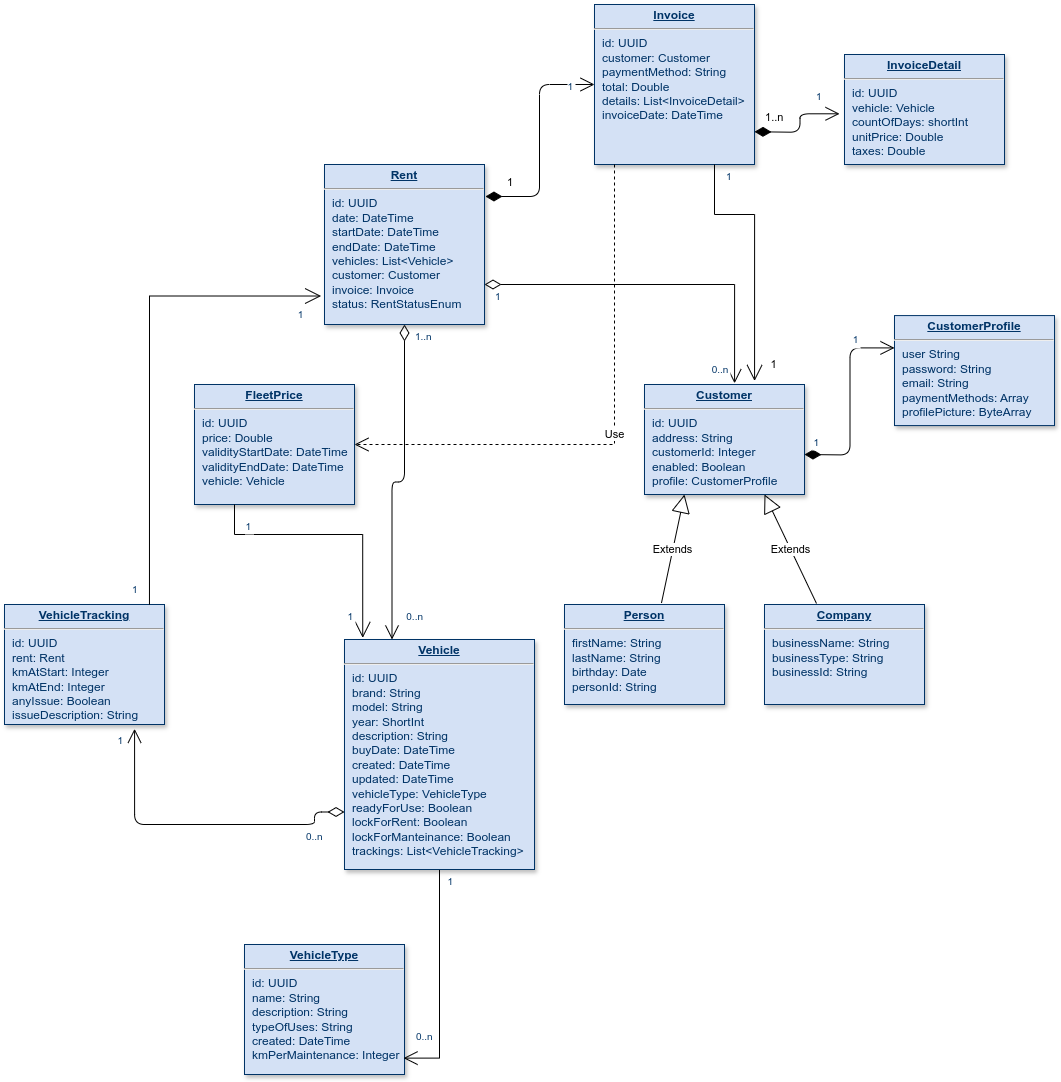 Invoice
id: UUID
customer: Customer
paymentMethod: String
total: Double
details: List<InvoiceDetail>
invoiceDate: DateTime
InvoiceDetail
id: UUID
vehicle: Vehicle
countOfDays: shortInt
unitPrice: Double
taxes: Double
1
1..n
1
1
1
Rent
id: UUID
date: DateTime
startDate: DateTime
endDate: DateTime
vehicles: List<Vehicle>
customer: Customer
invoice: Invoice
status: RentStatusEnum
1
1
1..n
0..n
1
CustomerProfile
user String
password: String
email: String
paymentMethods: Array
profilePicture: ByteArray
1
1
FleetPrice
id: UUID
price: Double
validityStartDate: DateTime
validityEndDate: DateTime
vehicle: Vehicle
Use
Customer
id: UUID
address: String
customerId: Integer
enabled: Boolean
profile: CustomerProfile
1
1
0..n
Extends
Extends
1
VehicleTracking
id: UUID
rent: Rent
kmAtStart: Integer
kmAtEnd: Integer
anyIssue: Boolean
issueDescription: String
Person
firstName: String
lastName: String
birthday: Date
personId: String
Company
businessName: String
businessType: String
businessId: String
Vehicle
id: UUID
brand: String
model: String
year: ShortInt
description: String
buyDate: DateTime
created: DateTime
updated: DateTime
vehicleType: VehicleType
readyForUse: Boolean
lockForRent: Boolean
lockForManteinance: Boolean
trackings: List<VehicleTracking>
1
0..n
1
VehicleType
id: UUID
name: String
description: String
typeOfUses: String
created: DateTime
kmPerMaintenance: Integer
0..n